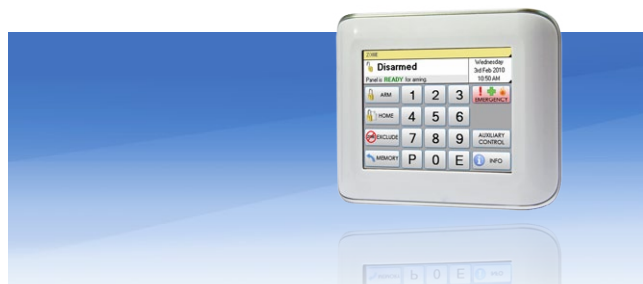 Disarmed
Panel is READY for arming.
Wednesday
3rd Feb 2010
10:50 AM
ARM 1 2 3 EMERGENCY
HOME 4 5 6
EXCLUDE 7 8 9 AUXILIARY CONTROL
MEMORY P 0 E INFO